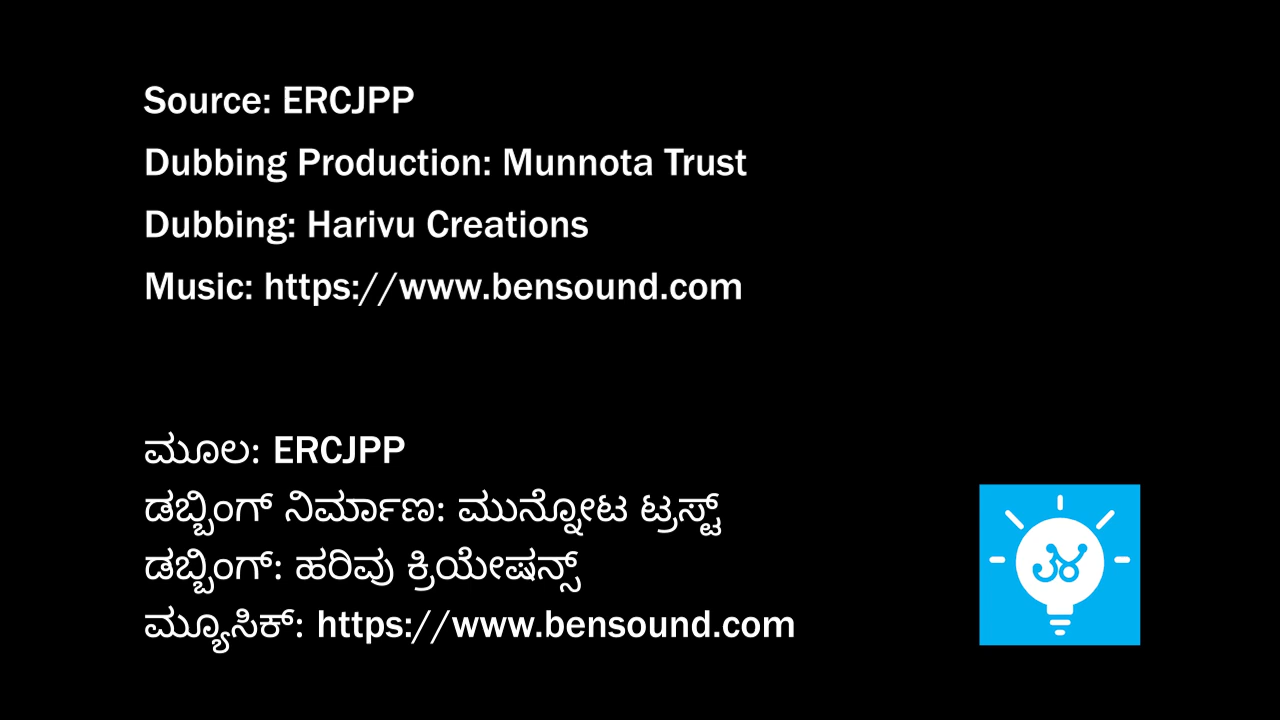 Source: ERCJPP
Dubbing Production: Munnota Trust
Dubbing: Harivu Creations
Music: https://www.bensound.com
ಮೂಲ: ERCJPP
ಡಬ್ಬಿಂಗ್ ನಿರ್ಮಾಣ: ಮುನ್ನೋಟ ಟ್ರಸ್ಟ್
ಡಬ್ಬಿಂಗ್: ಹರಿವು ಕ್ರಿಯೇಷನ್ಸ್
ಮ್ಯೂಸಿಕ್: https://www.bensound.com